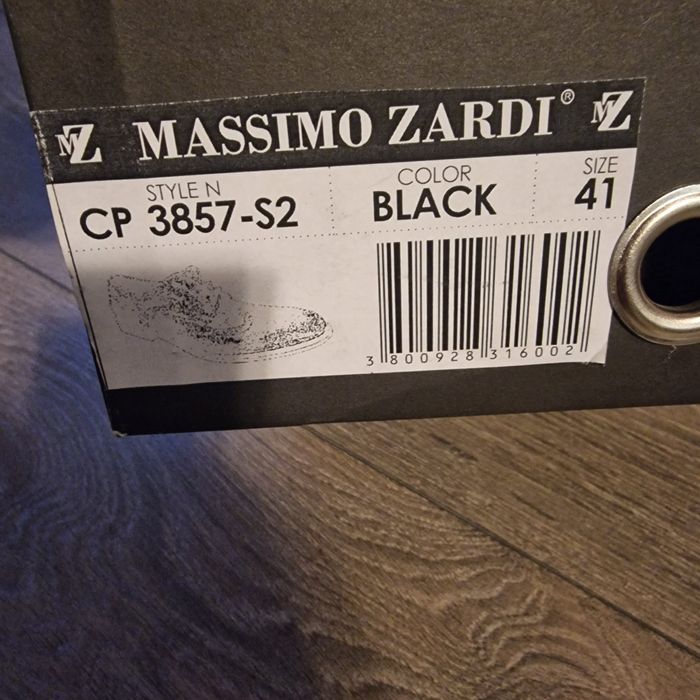 MZ MASSIMO ZARDI® MZ
STYLE N COLOR SIZE
CP 3857-S2 BLACK 41
3 800928 316002